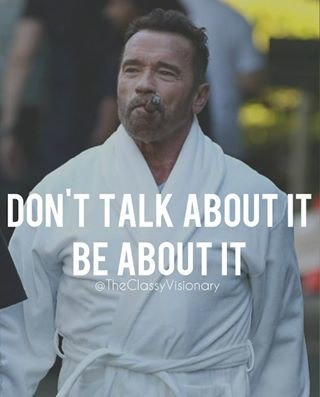 DON'T TALK ABOUT IT
BE ABOUT IT
@TheClassyVisionary